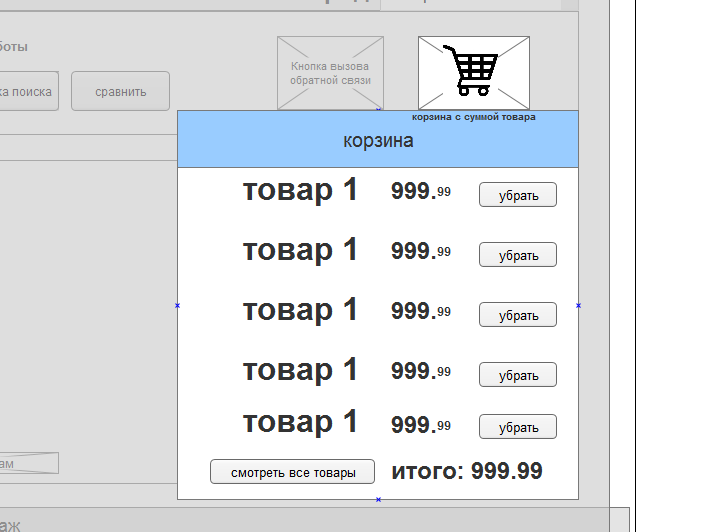 боты
Кнопка вызова
обратной связи
ка поиска
сравнить
корзина с суммой товара
корзина
товар 1 999.99 убрать
товар 1 999.99 убрать
товар 1 999.99 убрать
товар 1 999.99 убрать
товар 1 999.99 убрать
ам
смотреть все товары итого: 999.99
аж